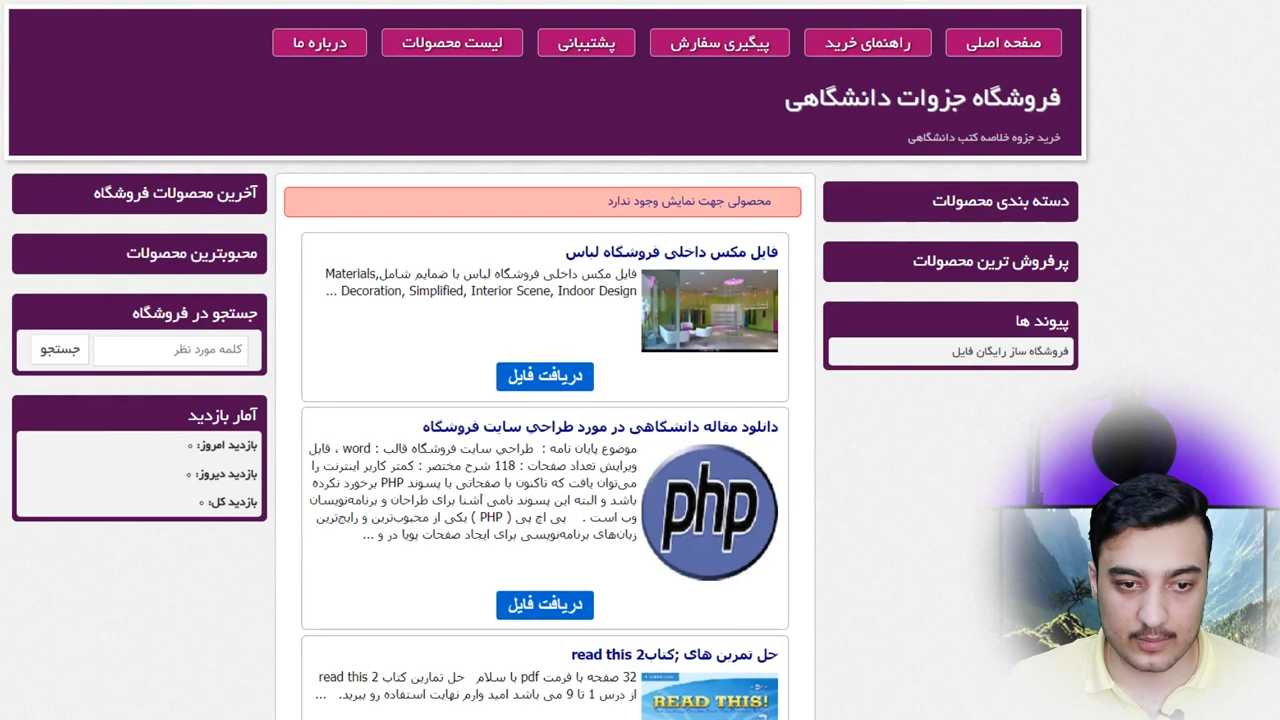 صفحه اصلی
راهنمای خرید
پیگیری سفارش
پشتیبانی
لیست محصولات
درباره ما
فروشگاه جزوات دانشگاهی
خرید جزوه خلاصه کتب دانشگاهی
دسته بندی محصولات
پرفروش ترین محصولات
پیوند ها
فروشگاه ساز رایگان فایل
محصولی جهت نمایش وجود ندارد
فایل مکس داخلی فروشگاه لباس
فایل مکس داخلی فروشگاه لباس با ضمایم شامل,Materials
Decoration, Simplified, Interior Scene, Indoor Design ...
دریافت فایل
دانلود مقاله دانشگاهی در مورد طراحي سایت فروشگاه
موضوع پایان نامه : طراحي سایت فروشگاه قالب : word ، قابل
ویرایش تعداد صفحات : 118 شرح مختصر : کمتر کاربر اینترنت را
می‌توان یافت که تاکنون با صفحاتی با پسوند PHP برخورد نکرده
باشد و البته این پسوند نامی آشنا برای طراحان و برنامه‌نویسان
وب است . پی اچ پی ( PHP ) یکی از محبوب‌ترین و رایج‌ترین
زبان‌های برنامه‌نویسی برای ایجاد صفحات پویا در و ...
php
دریافت فایل
حل تمرین های ;کتاب2 read this
32 صفحه با فرمت pdf با سلام حل تمارین کتاب 2 read this
از درس 1 تا 9 می باشد امید وارم نهایت استفاده رو ببرید. ...
READ THIS!
آخرین محصولات فروشگاه
محبوبترین محصولات
جستجو در فروشگاه
کلمه مورد نظر
جستجو
آمار بازدید
بازدید امروز: ۰
بازدید دیروز: ۰
بازدید کل: ۰